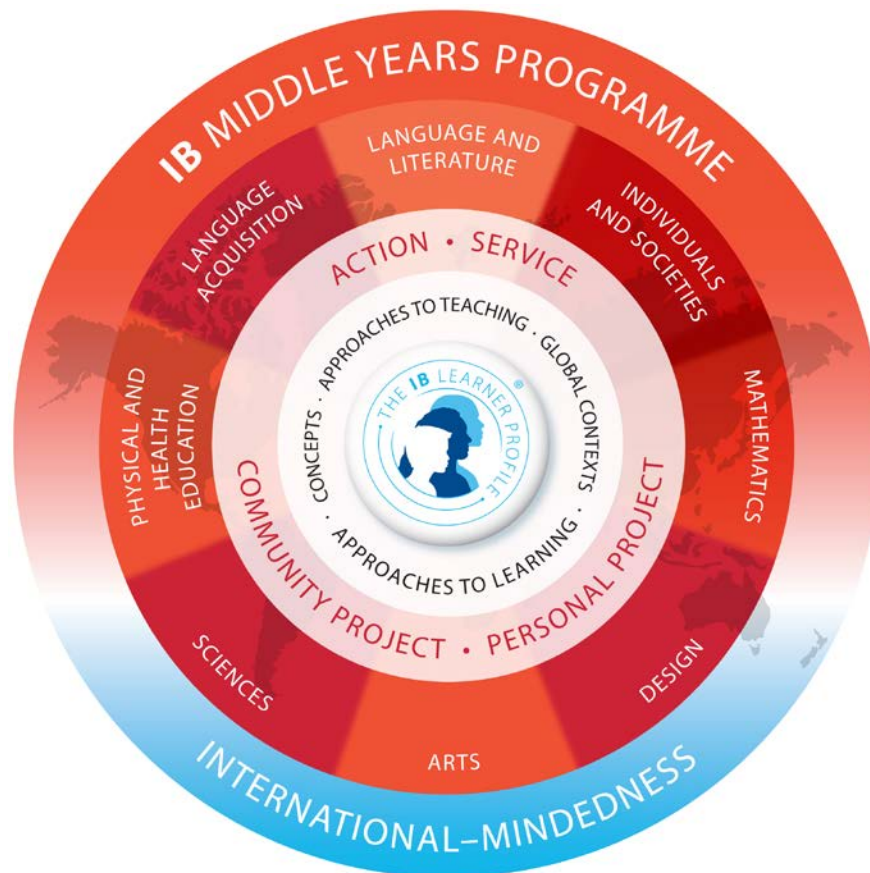 IB MIDDLE YEARS PROGRAMME
LANGUAGE AND
LITERATURE
INDIVIDUALS
AND SOCIETIES
MATHEMATICS
DESIGN
ARTS
SCIENCES
PHYSICAL AND
HEALTH
EDUCATION
LANGUAGE
ACQUISITION
ACTION • SERVICE
COMMUNITY PROJECT • PERSONAL PROJECT
APPROACHES TO TEACHING · GLOBAL CONTEXTS ·
APPROACHES TO LEARNING · CONCEPTS ·
THE IB LEARNER PROFILE ®
INTERNATIONAL–MINDEDNESS